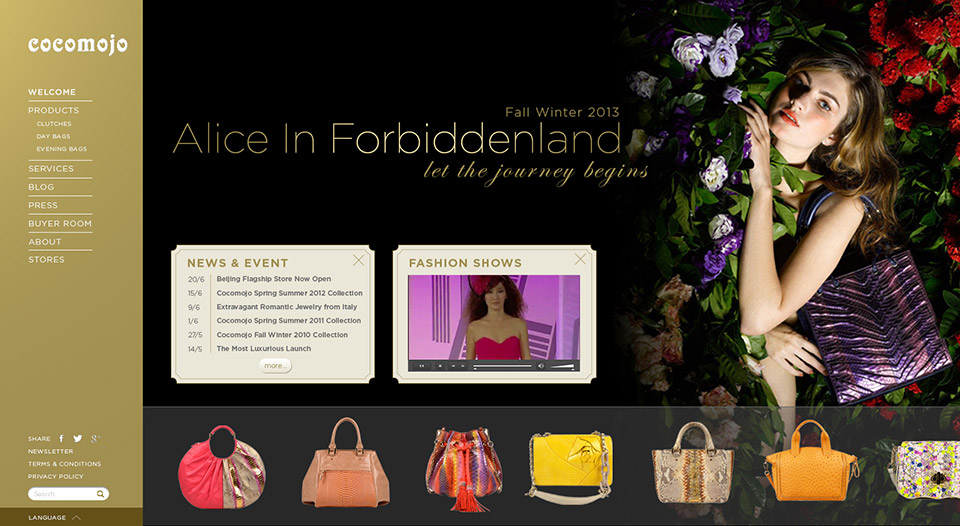 cocomojo
WELCOME
PRODUCTS
CLUTCHES
DAY BAGS
EVENING BAGS
SERVICES
BLOG
PRESS
BUYER ROOM
ABOUT
STORES
SHARE
NEWSLETTER
TERMS & CONDITIONS
PRIVACY POLICY
Search
LANGUAGE
Fall Winter 2013
Alice In Forbiddenland
let the journey begins
NEWS & EVENT
20/6 Beijing Flagship Store Now Open
15/6 Cocomojo Spring Summer 2012 Collection
9/6 Extravagant Romantic Jewelry from Italy
1/6 Cocomojo Spring Summer 2011 Collection
27/5 Cocomojo Fall Winter 2010 Collection
14/5 The Most Luxurious Launch
more...
FASHION SHOWS